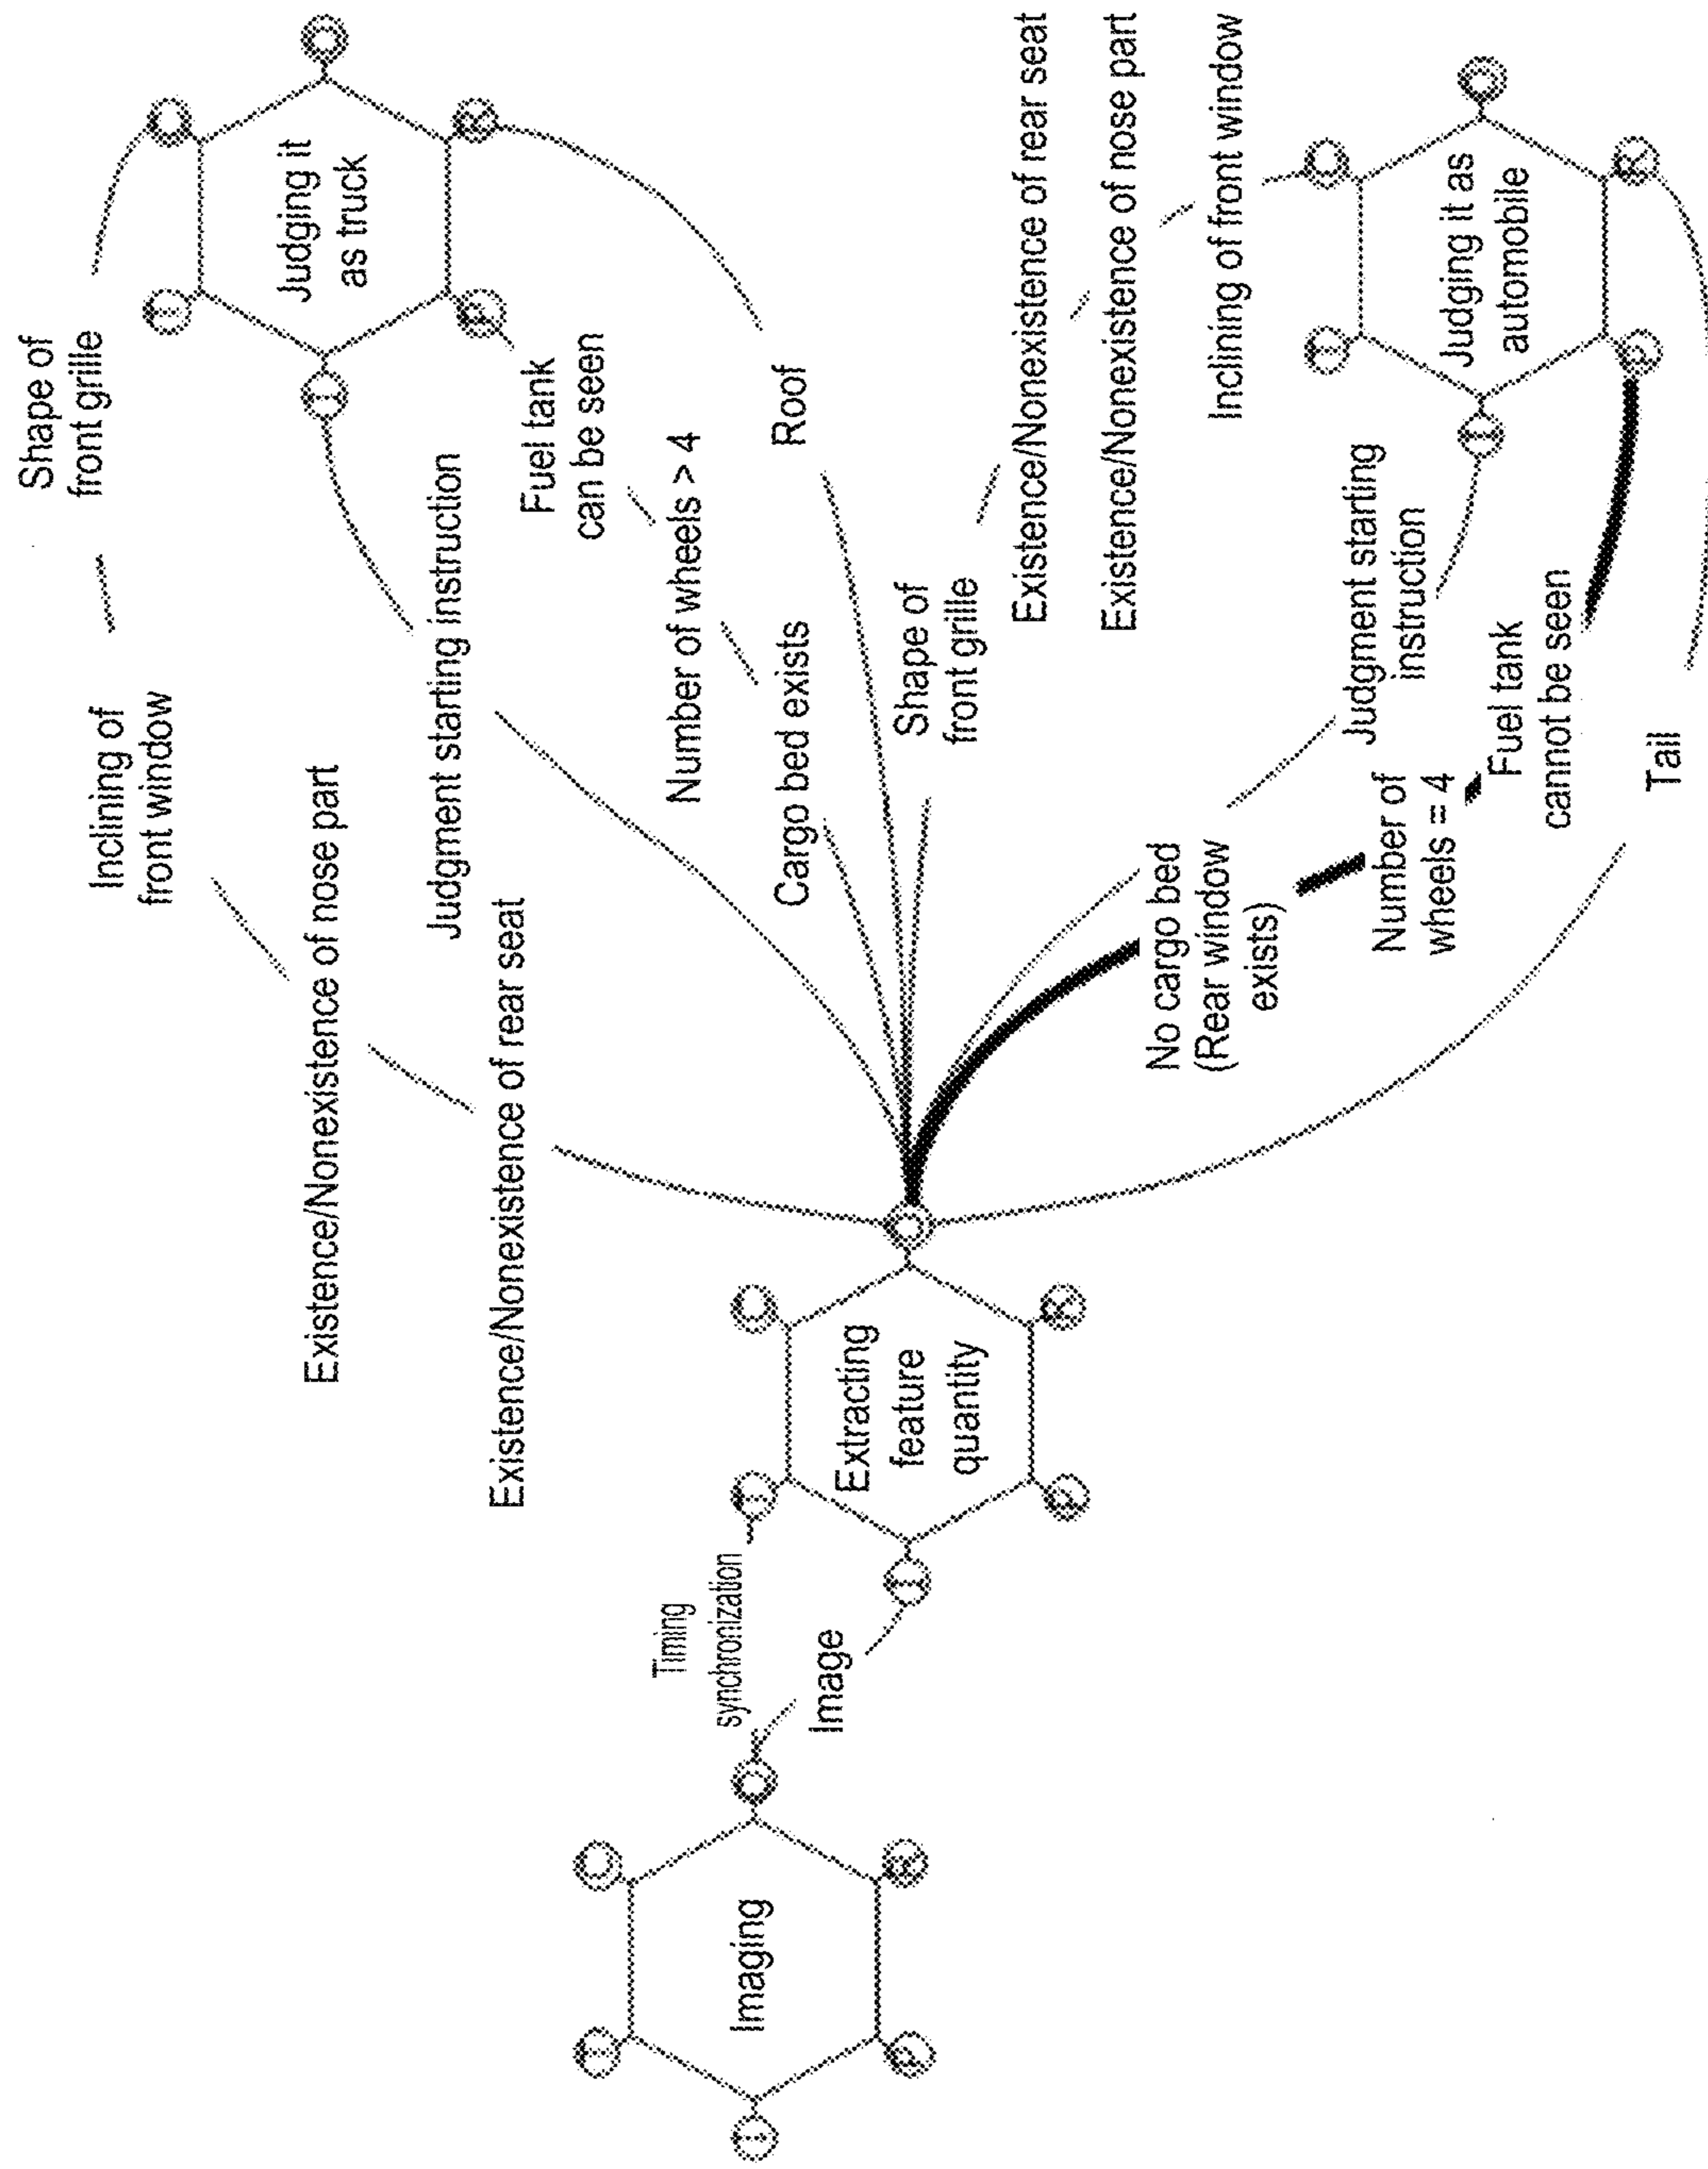 Shape of
front grille
Inclining of
front window
Existence/Nonexistence of nose part
Existence/Nonexistence of rear seat
Judging it
as truck
Judgment starting instruction
Fuel tank
can be seen
Number of wheels > 4
Cargo bed exists
Roof
Timing
synchronization
Image
Imaging
Extracting
feature
quantity
Shape of
front grille
Existence/Nonexistence of rear seat
Existence/Nonexistence of nose part
Inclining of front window
Judging it as
automobile
Judgment starting
instruction
No cargo bed
(Rear window
exists)
Number of
wheels = 4
Fuel tank
cannot be seen
Tail